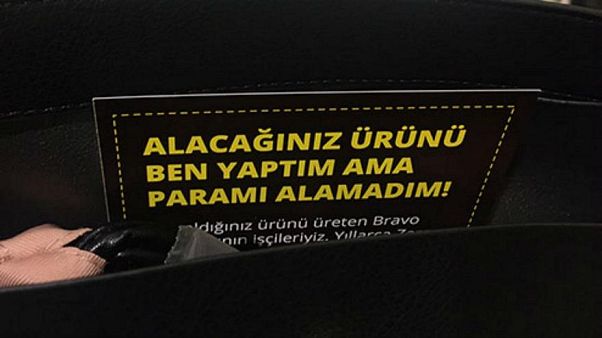 ALACAĞINIZ ÜRÜNÜ
BEN YAPTIM AMA
PARAMI ALAMADIM!
ürünü üreten Bravo
işçileriyiz. Yıllarca